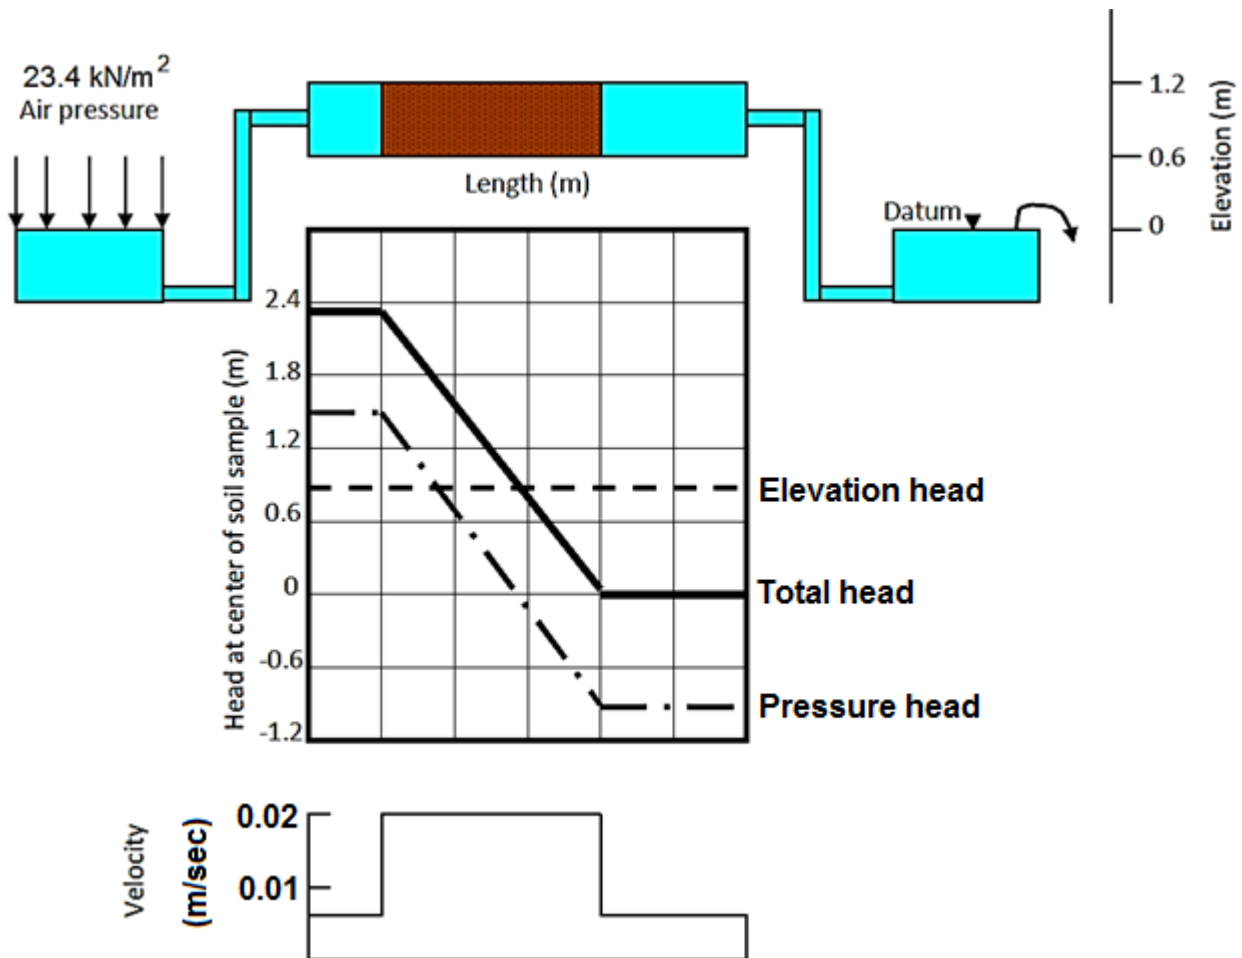 23.4 kN/m²
Air pressure
Length (m)
Datum
1.2
0.6
0
Elevation (m)
Head at center of soil sample (m)
2.4
1.8
1.2
0.6
0
-0.6
-1.2
Elevation head
Total head
Pressure head
Velocity
(m/sec)
0.02
0.01